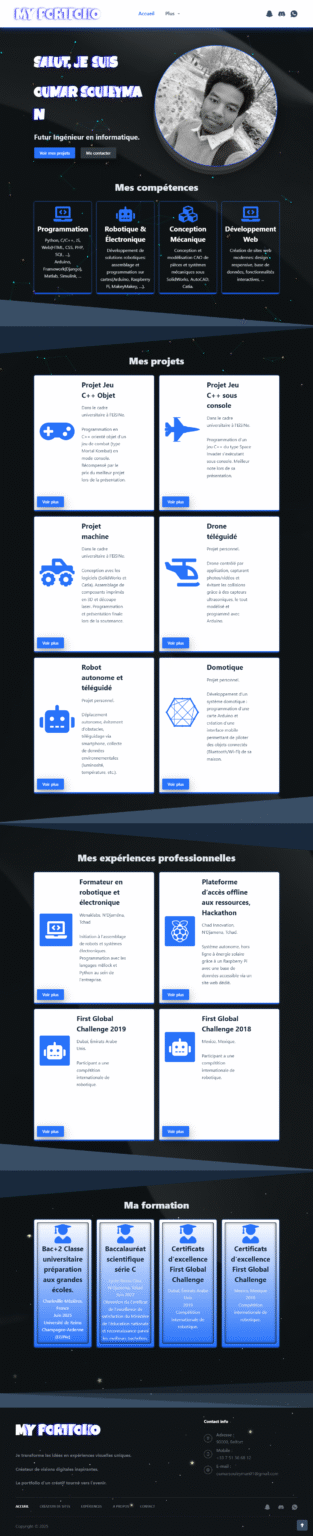 MY PORTFOLIO
Accueil
Plus
SALUT, JE SUIS
OUMAR SOULEYMA
N
Futur Ingénieur en informatique.
Voir mes projets
Me contacter
Mes compétences
Programmation
Python, C/C++, JS,
Web(HTML, CSS, PHP,
SQL, ...),
Arduino,
Framework(Django),
Matlab, Simulink, ...
Robotique &
Électronique
Développement de
solutions robotiques:
assemblage et
programmation sur
cartes(Arduino, Raspberry
Pi, MakeyMakey, ...).
Conception
Mécanique
Conception et
modélisation CAO de
pièces et systèmes
mécaniques sous
SolidWorks, AutoCAD,
Catia.
Développement
Web
Création de sites web
modernes: design
responsive, base de
données, fonctionnalités
interactives, ...
Mes projets
Projet Jeu
C++ Objet
Dans le cadre
universitaire à l'EEINo.
Programmation en
C++ orienté objet d'un
jeu de combat (type
Mortal Kombat) en
mode console.
Récompensé par le
prix du meilleur projet
lors de la présentation.
Voir plus
Projet Jeu
C++ sous
console
Dans le cadre
universitaire à l'EEINo.
Programmation d'un
jeu C++ du type Space
Invader s'exécutant
sous console. Meilleur
note lors de sa
présentation.
Voir plus
Projet
machine
Dans le cadre
universitaire à l'EEINo.
Conception avec les
logiciels (SolidWorks et
Catia). Assemblage de
composants imprimés
en 3D et découpe
laser. Programmation
et présentation finale
lors de la soutenance.
Voir plus
Drone
téléguidé
Projet personnel.
Drone contrôlé par
application, capturant
photos/vidéos et
évitant les collisions
grâce à des capteurs
ultrasoniques, le tout
modélisé et
programmé avec
Arduino.
Voir plus
Robot
autonome et
téléguidé
Projet personnel.
Déplacement
autonome, évitement
d'obstacles,
téléguidage via
smartphone, collecte
de données
environnementales
(luminosité,
température, etc.).
Voir plus
Domotique
Projet personnel.
Développement d'un
système domotique :
programmation d'une
carte Arduino et
création d'une
interface mobile
permettant de piloter
des objets connectés
(Bluetooth/Wi-Fi) de sa
maison.
Voir plus
Mes expériences professionnelles
Formateur en
robotique et
électronique
N'Djaména,
Tchad
Initiation à l'assemblage
de robots et systèmes
électroniques.
Programmation avec les
langages mBlock et
Python au sein de
l'entreprise.
Voir plus
Plateforme
d'accès offline
aux ressources,
Hackathon
Chad Innovation,
N'Djaména, Tchad.
Système autonome, hors
ligne à énergie solaire
grâce à un Raspberry Pi
avec une base de
données accessible via un
site web dédié.
Voir plus
First Global
Challenge 2019
Dubaï, Émirats Arabe
Unis.
Participant a une
compétition
internationale de
robotique
Voir plus
First Global
Challenge 2018
Mexico, Mexique.
Participant a une
compétition
internationale de
robotique.
Voir plus
Ma formation
Bac+2 Classe
universitaire
préparation
aux grandes
écoles.
Charleville-Mézières,
France
Juin 2023
Université de Reims
Champagne-Ardenne
Baccalauréat
scientifique
série C
N'Djaména, Tchad
Obtention du Certificat
d'excellence de
Certificats
d'excellence
First Global
Challenge
Dubaï, Émirats Arabe
Unis
2019
Compétition
internationale de
robotique.
Certificats
d'excellence
First Global
Challenge
Mexico, Mexique
2018
Compétition
internationale de
robotique.
MY PORTFOLIO
Je transforme les idées en expériences visuelles uniques.
Créateur de visions digitales inspirantes.
Le portfolio d'un créatif tourné vers l'avenir.
Contact Info
Adresse :
Mobile :
E-mail :
ACCUEIL
CRÉATION DE SITES
COMPÉTENCES
À PROPOS
CONTACT